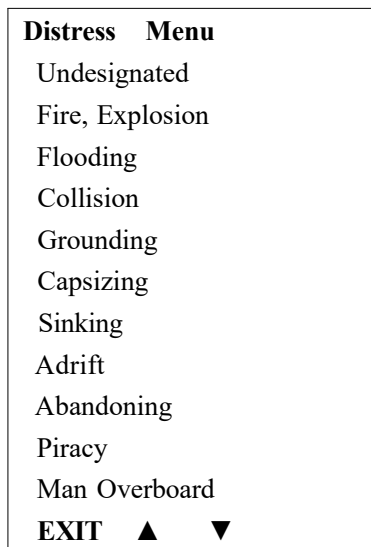 Distress Menu
Undesignated
Fire, Explosion
Flooding
Collision
Grounding
Capsizing
Sinking
Adrift
Abandoning
Piracy
Man Overboard
EXIT ▲ ▼